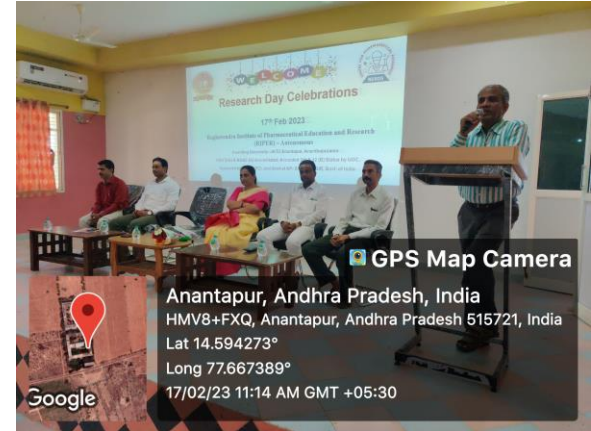 WELCOME
Research Day Celebrations
17th Feb 2023
Raghavendra Institute of Pharmaceutical Education and Research
(RIPER) - Autonomous
GPS Map Camera
Anantapur, Andhra Pradesh, India
HMV8+FXQ, Anantapur, Andhra Pradesh 515721, India
Lat 14.594273°
Long 77.667389°
17/02/23 11:14 AM GMT +05:30
Google